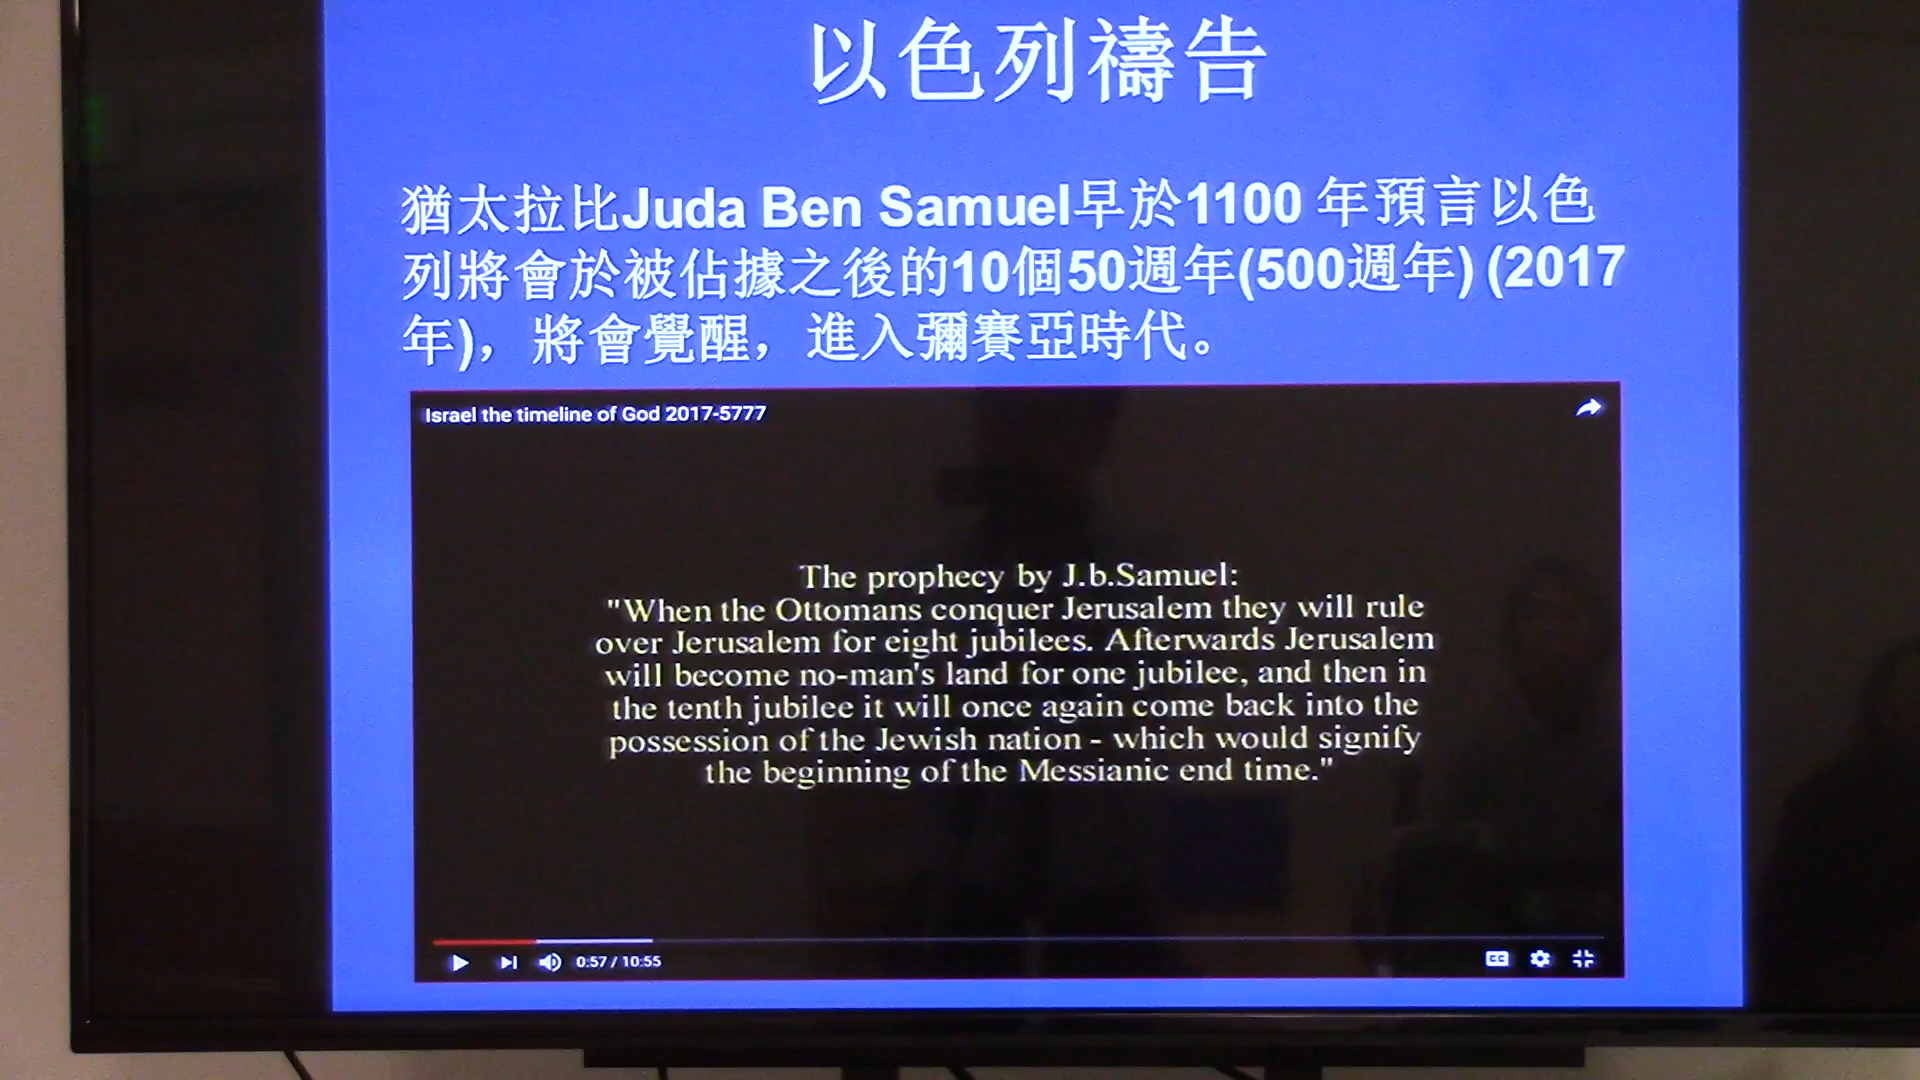 以色列禱告
猶太拉比Juda Ben Samuel早於1100 年預言以色
列將會於被佔據之後的10個50週年(500週年) (2017
年)，將會覺醒，進入彌賽亞時代。
Israel the timeline of God 2017-5777
The prophecy by J.b.Samuel:
"When the Ottomans conquer Jerusalem they will rule
over Jerusalem for eight jubilees. Afterwards Jerusalem
will become no-man's land for one jubilee, and then in
the tenth jubilee it will once again come back into the
possession of the Jewish nation - which would signify
the beginning of the Messianic end time."
0:57 / 10:55
CC